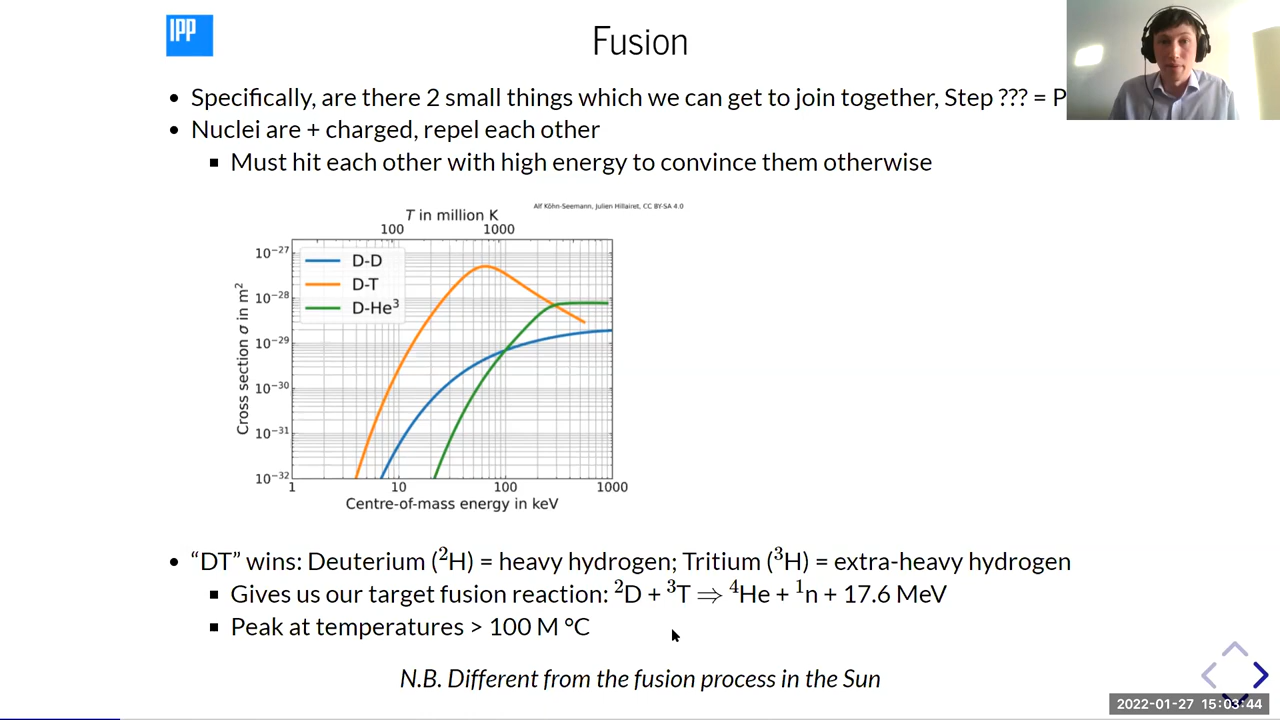 IPP
Fusion
• Specifically, are there 2 small things which we can get to join together, Step ??? = P
• Nuclei are + charged, repel each other
▪ Must hit each other with high energy to convince them otherwise
Alf Köhn-Seemann, Julien Hillairet, CC BY-SA 4.0
T in million K
100 1000
10⁻²⁷
10⁻²⁸
10⁻²⁹
10⁻³⁰
10⁻³¹
10⁻³²
Cross section σ in m²
D-D
D-T
D-He³
1 10 100 1000
Centre-of-mass energy in keV
• “DT” wins: Deuterium (²H) = heavy hydrogen; Tritium (³H) = extra-heavy hydrogen
▪ Gives us our target fusion reaction: ²D + ³T ⇒ ⁴He + ¹n + 17.6 MeV
▪ Peak at temperatures > 100 M °C
N.B. Different from the fusion process in the Sun
2022-01-27 15:03:44